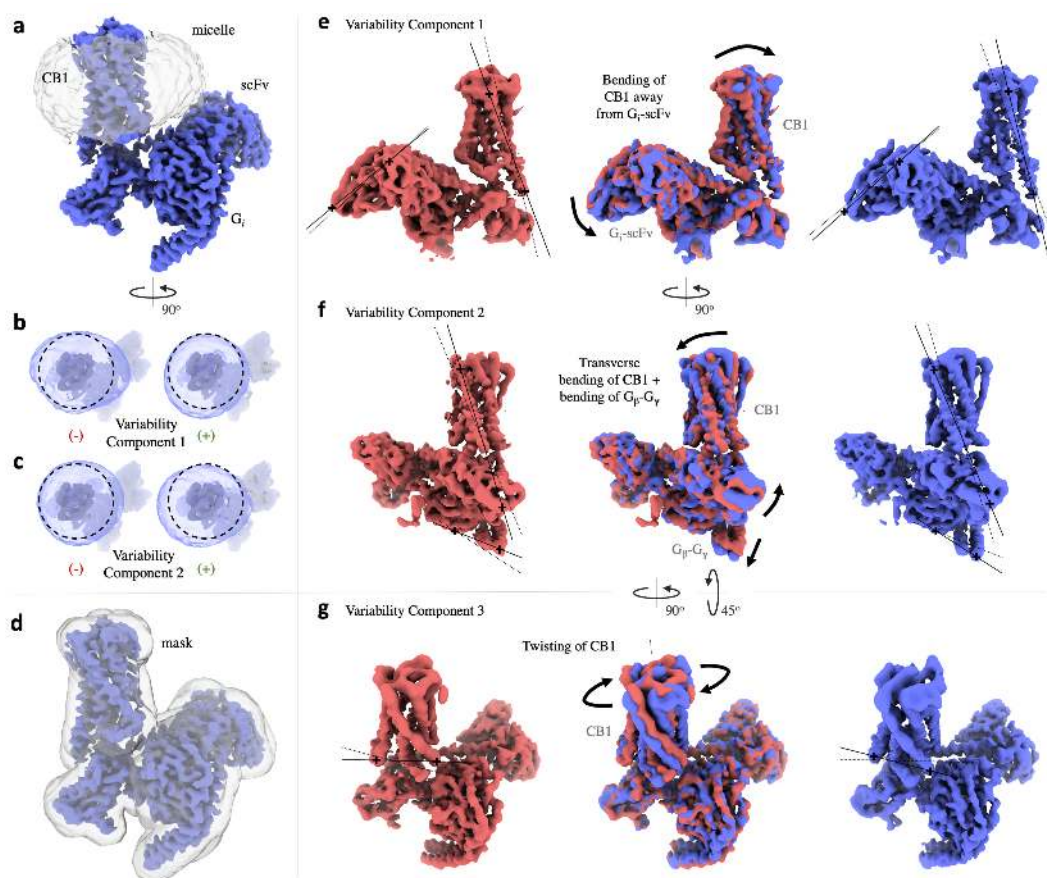 a
micelle
CB1
scFv
Gᵢ
90°
b
Variability
Component 1
(-)
(+)
c
Variability
Component 2
(-)
(+)
d
mask
e
Variability Component 1
Bending of
CB1 away
from Gᵢ-scFv
CB1
Gᵢ-scFv
90°
f
Variability Component 2
Transverse
bending of CB1 +
bending of Gᵦ-Gᵧ
CB1
Gᵦ-Gᵧ
90°
45°
g
Variability Component 3
Twisting of CB1
CB1